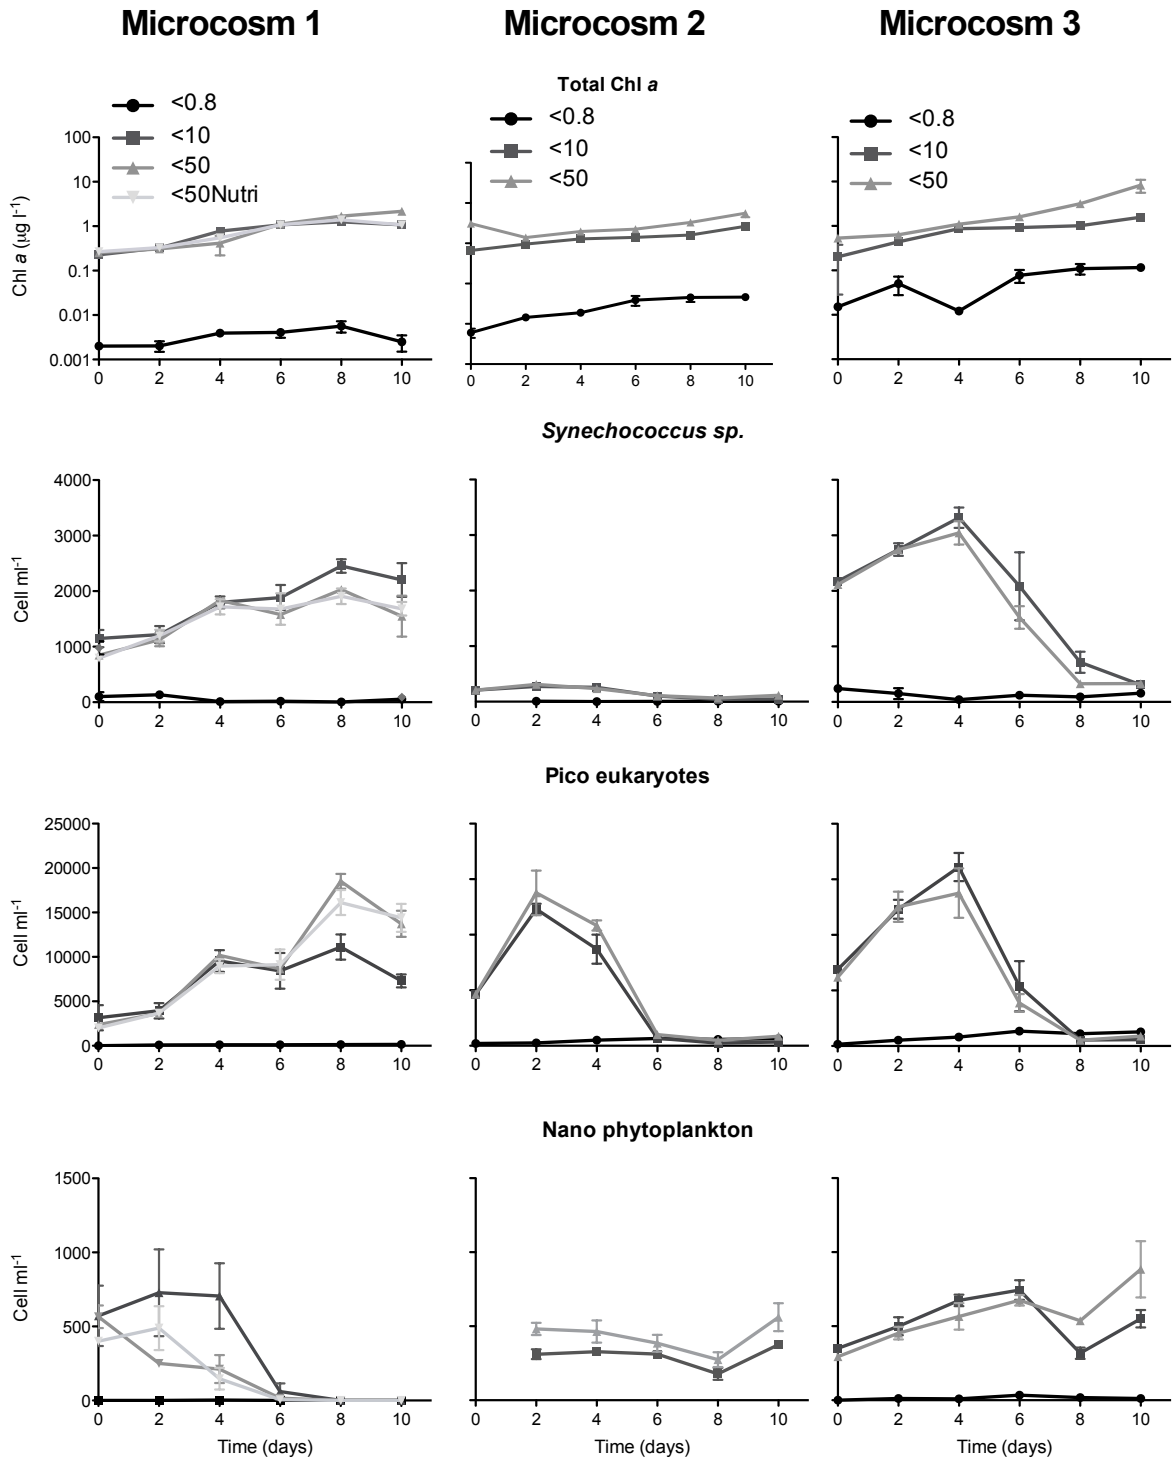 Microcosm 1 Microcosm 2 Microcosm 3
Total Chl a
<0.8
<10
<50
<50Nutri
<0.8
<10
<50
<0.8
<10
<50
Chl a (µg l-1)
100
10
1
0.1
0.01
0.001
0 2 4 6 8 10
0 2 4 6 8 10
0 2 4 6 8 10
Synechococcus sp.
Cell ml-1
4000
3000
2000
1000
0
0 2 4 6 8 10
0 2 4 6 8 10
0 2 4 6 8 10
Pico eukaryotes
Cell ml-1
25000
20000
15000
10000
5000
0
0 2 4 6 8 10
0 2 4 6 8 10
0 2 4 6 8 10
Nano phytoplankton
Cell ml-1
1500
1000
500
0
0 2 4 6 8 10
0 2 4 6 8 10
0 2 4 6 8 10
Time (days) Time (days) Time (days)